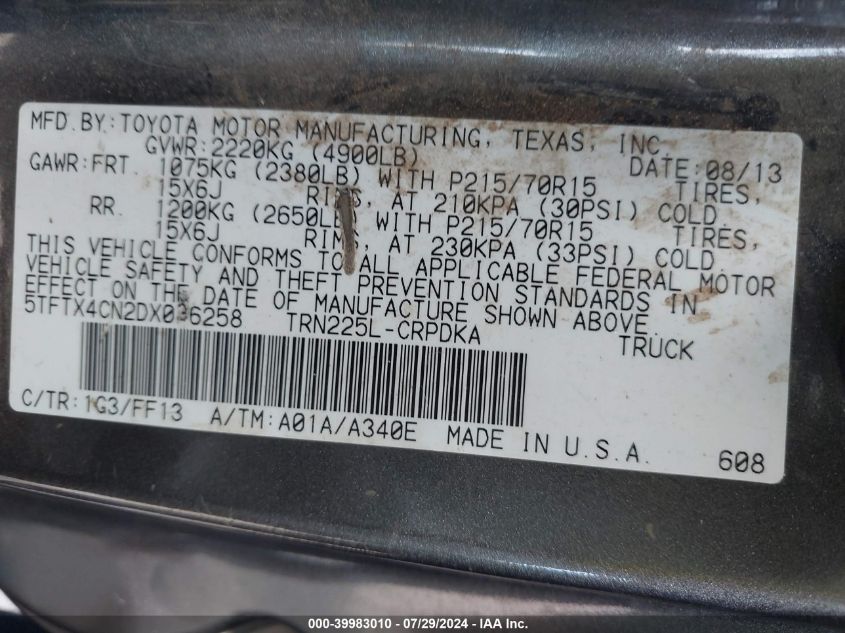 MFD.BY:TOYOTA MOTOR MANUFACTURING, TEXAS, INC.
GVWR:2220KG (4900LB) DATE:08/13
GAWR:FRT. 1075KG (2380LB) WITH P215/70R15 TIRES,
15X6J RIMS, AT 210KPA (30PSI) COLD
RR. 1200KG (2650LB) WITH P215/70R15 TIRES,
15X6J RIMS, AT 230KPA (33PSI) COLD
THIS VEHICLE CONFORMS TO ALL APPLICABLE FEDERAL MOTOR
VEHICLE SAFETY AND THEFT PREVENTION STANDARDS IN
EFFECT ON THE DATE OF MANUFACTURE SHOWN ABOVE.
5TFTX4CN2DX036258 TRN225L-CRPDKA TRUCK
C/TR:1G3/FF13 A/TM:A01A/A340E MADE IN U.S.A.
608
000-39983010 / 07/29/2024 - IAA Inc.